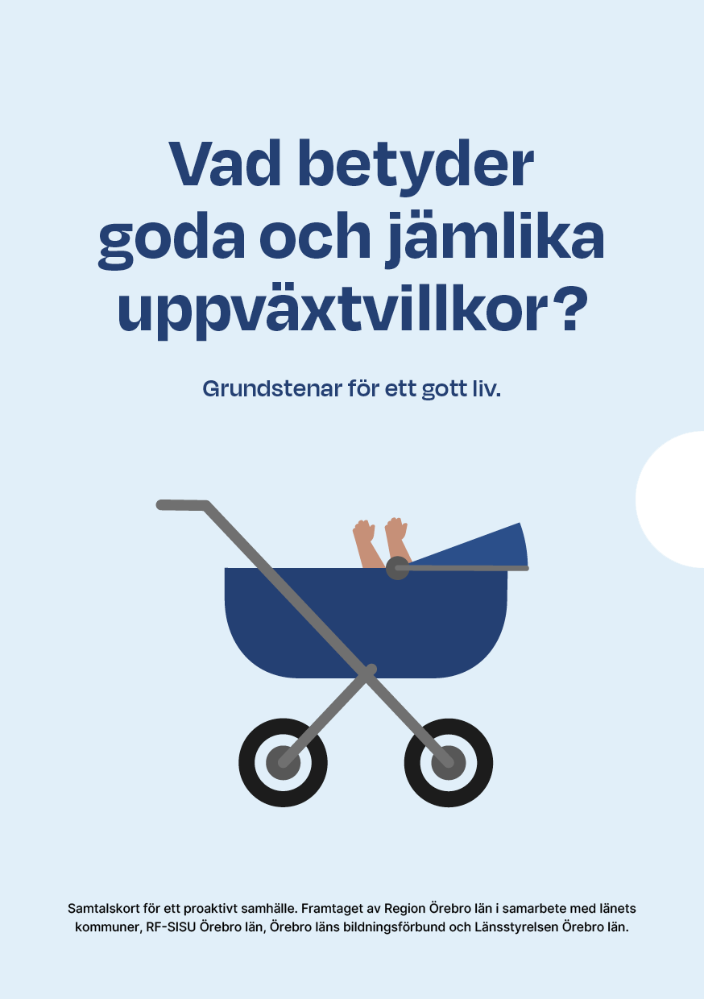 Vad betyder
goda och jämlika
uppväxtvillkor?
Grundstenar för ett gott liv.
Samtalskort för ett proaktivt samhälle. Framtaget av Region Örebro län i samarbete med länets
kommuner, RF-SISU Örebro län, Örebro läns bildningsförbund och Länsstyrelsen Örebro län.